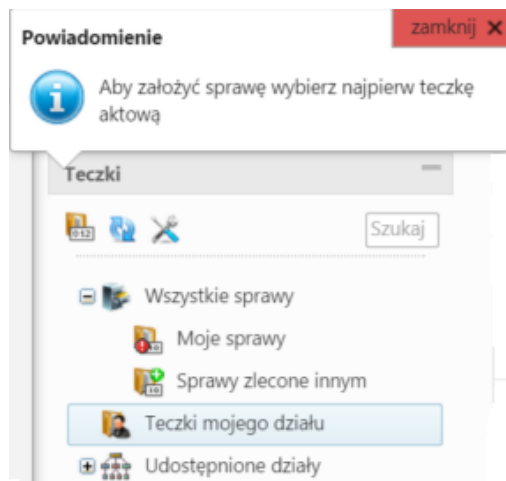 Powiadomienie
zamknij ×
Aby założyć sprawę wybierz najpierw teczkę
aktową
Teczki
Szukaj
Wszystkie sprawy
Moje sprawy
Sprawy zlecone innym
Teczki mojego działu
Udostępnione działy